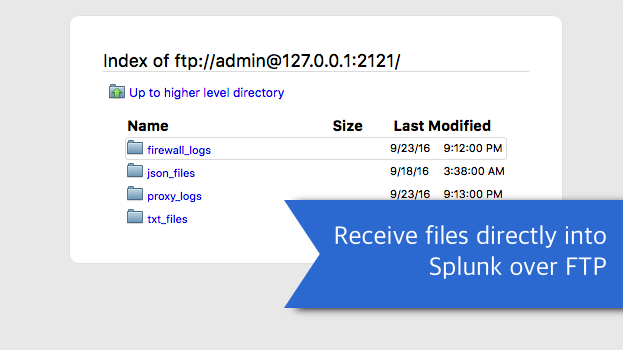 Index of ftp://admin@127.0.0.1:2121/
Up to higher level directory
Name Size Last Modified
firewall_logs 9/23/16 9:12:00 PM
json_files 9/18/16 3:38:00 AM
proxy_logs 9/23/16 9:13:00 PM
txt_files
Receive files directly into
Splunk over FTP